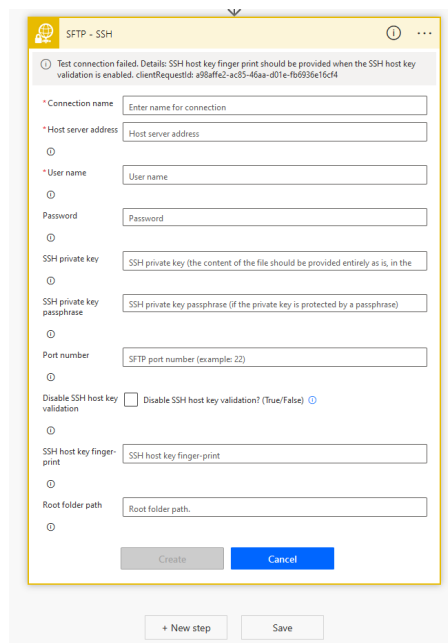 SFTP - SSH
Test connection failed. Details: SSH host key finger print should be provided when the SSH host key
validation is enabled. clientRequestId: a98affe2-ac85-46aa-d01e-fb6936e16cf4
* Connection name
Enter name for connection
* Host server address
Host server address
* User name
User name
Password
Password
SSH private key
SSH private key (the content of the file should be provided entirely as is, in the
SSH private key
passphrase
SSH private key passphrase (if the private key is protected by a passphrase)
Port number
SFTP port number (example: 22)
Disable SSH host key
validation
Disable SSH host key validation? (True/False)
SSH host key finger-
print
SSH host key finger-print
Root folder path
Root folder path.
Create
Cancel
+ New step
Save